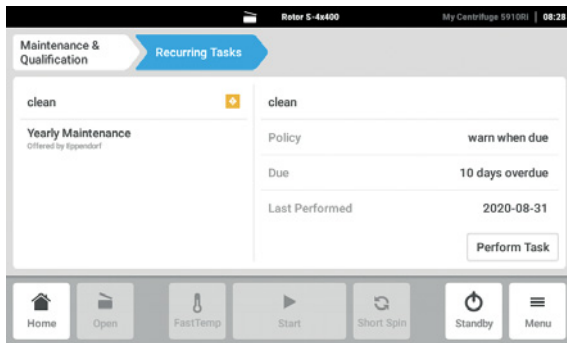 Rotor S-4x400
My Centrifuge 5910Ri | 08:28
Maintenance &
Qualification
Recurring Tasks
clean
Yearly Maintenance
Offered by Eppendorf
clean
Policy warn when due
Due 10 days overdue
Last Performed 2020-08-31
Perform Task
Home
Open
FastTemp
Start
Short Spin
Standby
Menu